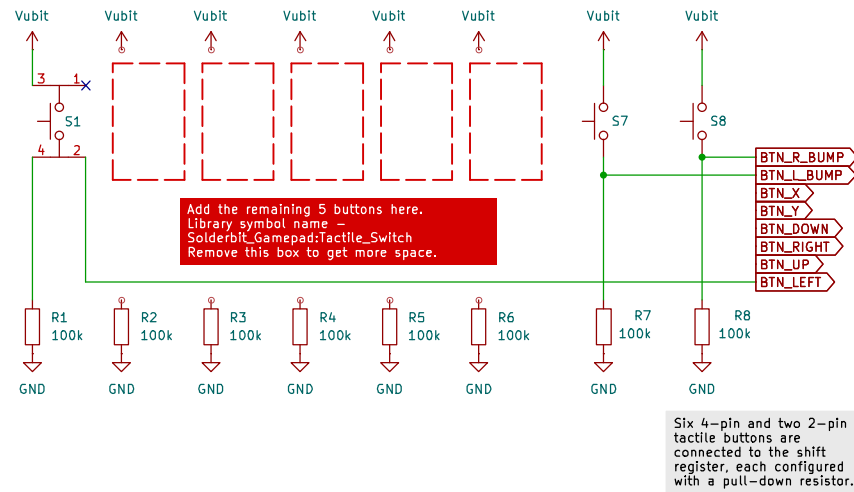 Vubit Vubit Vubit Vubit Vubit Vubit Vubit Vubit
3 1
S1 S7 S8
4 2
BTN_R_BUMP
BTN_L_BUMP
BTN_X
BTN_Y
BTN_DOWN
BTN_RIGHT
BTN_UP
BTN_LEFT
Add the remaining 5 buttons here.
Library symbol name –
Solderbit_Gamepad:Tactile_Switch
Remove this box to get more space.
R1 R2 R3 R4 R5 R6 R7 R8
100k 100k 100k 100k 100k 100k 100k 100k
GND GND GND GND GND GND GND GND
Six 4–pin and two 2–pin
tactile buttons are
connected to the shift
register, each configured
with a pull–down resistor.